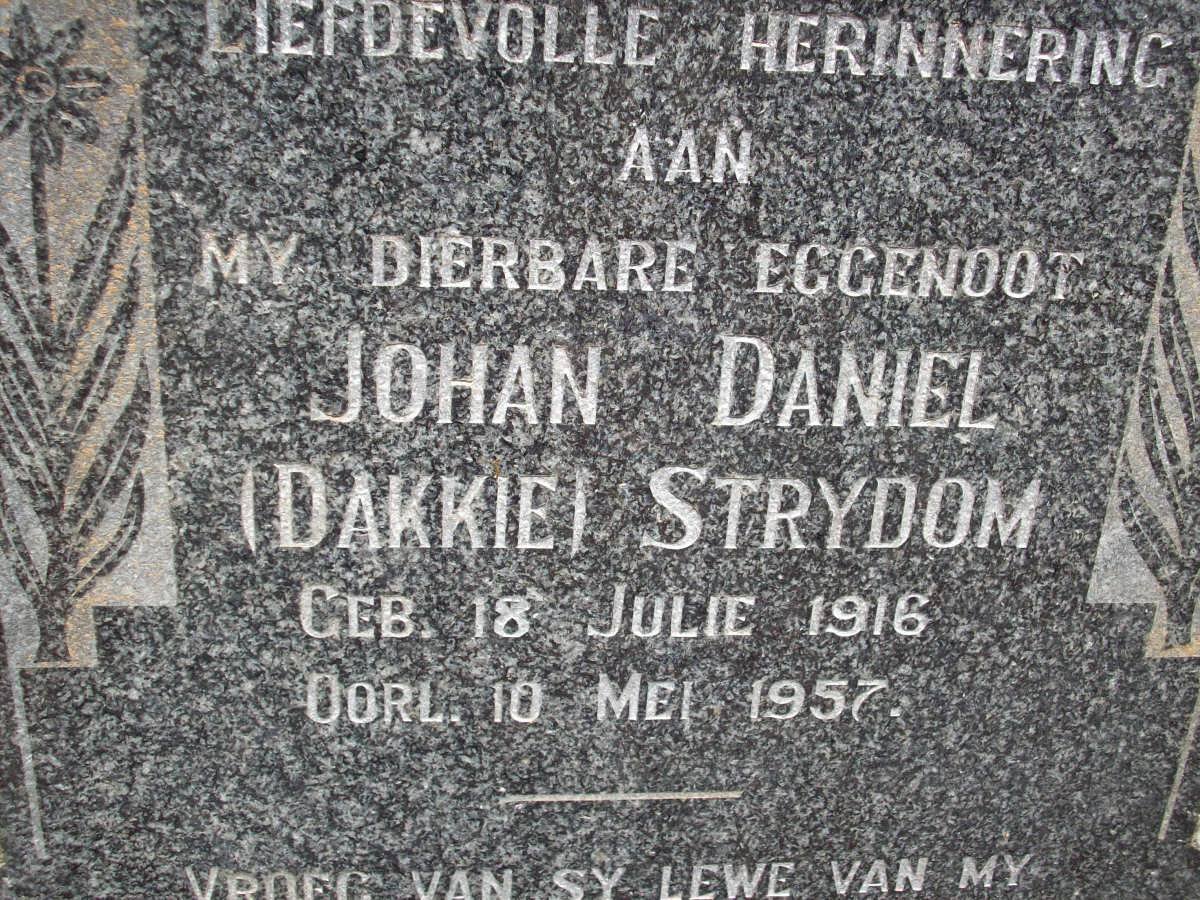 LIEFDEVOLLE HERINNERING
AAN
MY DIERBARE EGGENOOT
JOHAN DANIEL
(DAKKIE) STRYDOM
GEB. 18 JULIE 1916
OORL. 10 MEI 1957.
VROEG VAN SY LEWE VAN MY